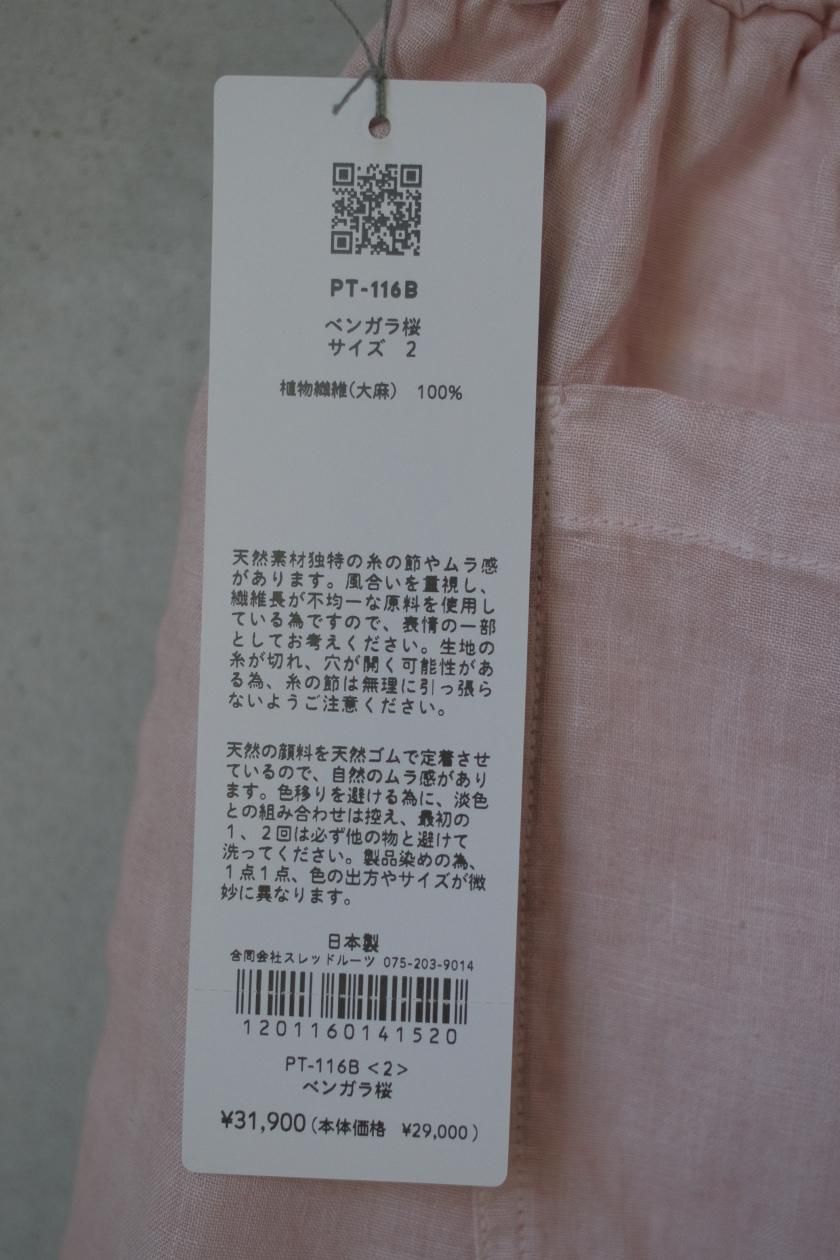 PT-116B
ベンガラ桜
サイズ 2
植物繊維(大麻) 100%
天然素材独特の糸の節やムラ感
があります。風合いを重視し、
繊維長が不均一な原料を使用し
ている為ですので、表情の一部
としてお考えください。生地の
糸が切れ、穴が開く可能性があ
る為、糸の節は無理に引っ張ら
ないようご注意ください。
天然の顔料を天然ゴムで定着させ
ているので、自然のムラ感があり
ます。色移りを避ける為に、淡色
との組み合わせは控え、最初の
1、2回は必ず他の物と避けて
洗ってください。製品染めの為、
1点1点、色の出方やサイズが微
妙に異なります。
日本製
合同会社スレッドルーツ 075-203-9014
1201160141520
PT-116B <2>
ベンガラ桜
¥31,900(本体価格 ¥29,000)